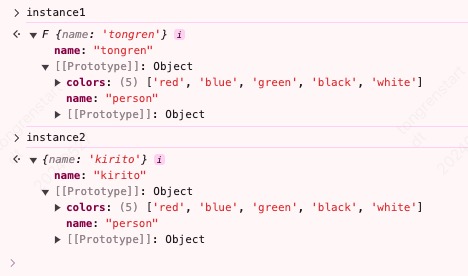 > instance1
<· ▼ F {name: 'tongren'} i
name: "tongren"
▼ [[Prototype]]: Object
▶ colors: (5) ['red', 'blue', 'green', 'black', 'white']
name: "person"
▶ [[Prototype]]: Object
> instance2
<· ▼ {name: 'kirito'} i
name: "kirito"
▼ [[Prototype]]: Object
▶ colors: (5) ['red', 'blue', 'green', 'black', 'white']
name: "person"
▶ [[Prototype]]: Object
>